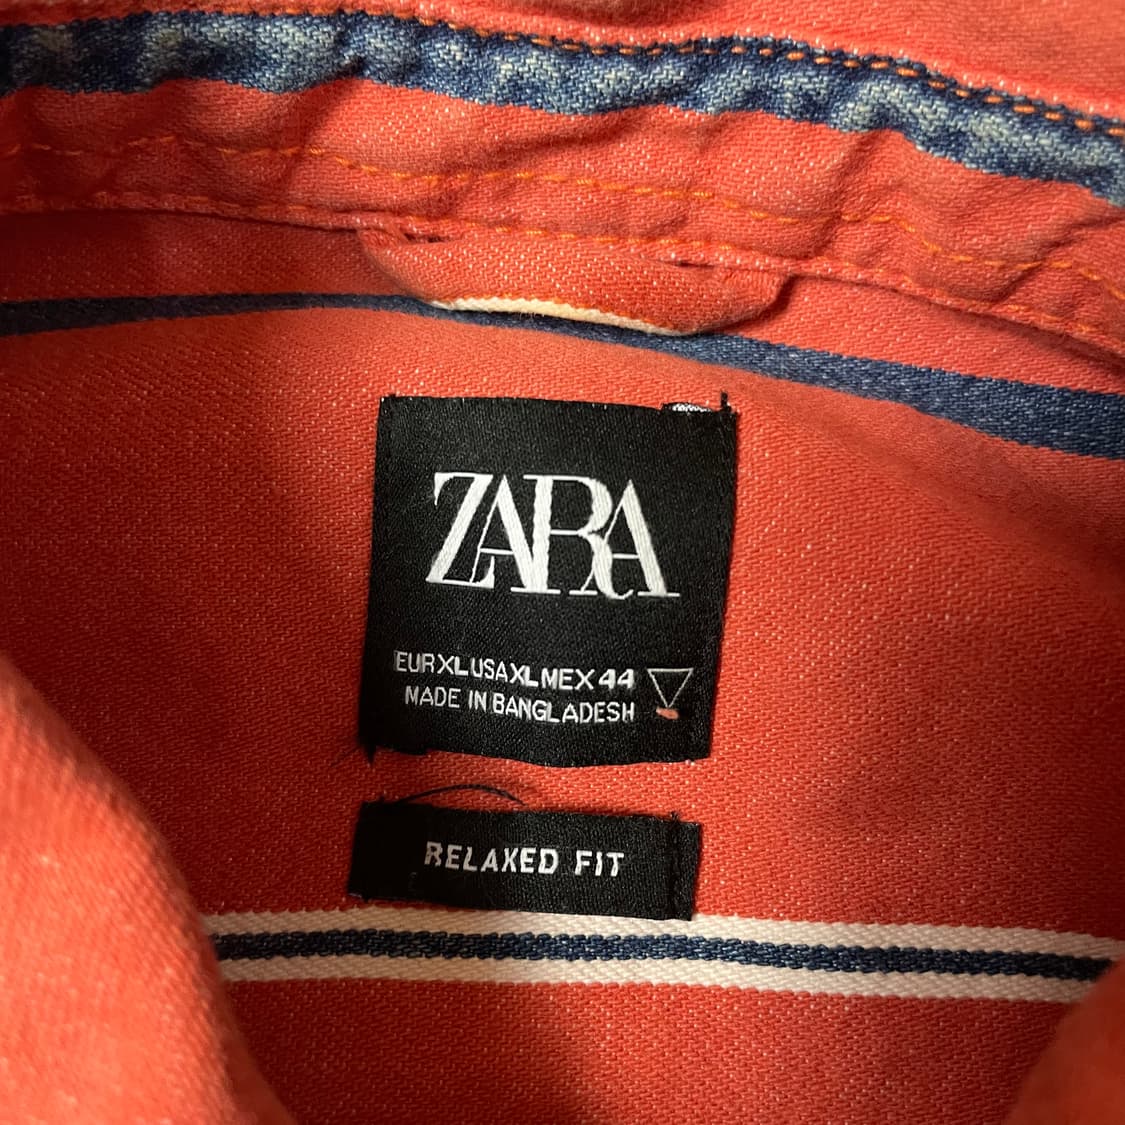 ZARA
EUR XL USA XL MEX 44
MADE IN BANGLADESH
RELAXED FIT